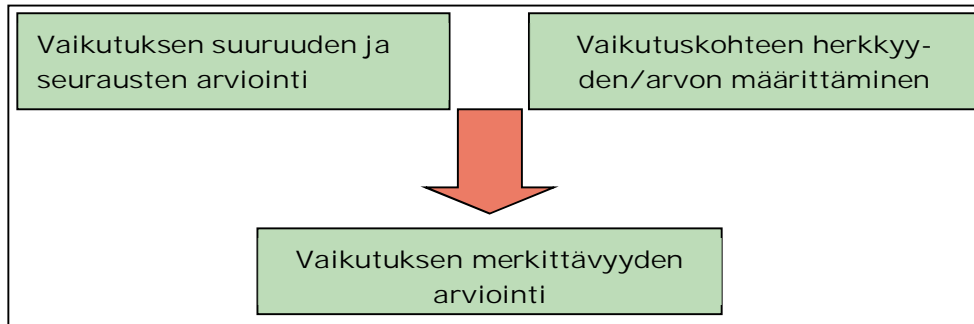 Vaikutuksen suuruuden ja
seurausten arviointi
Vaikutuskohteen herkkyy-
den/arvon määrittäminen
Vaikutuksen merkittävyyden
arviointi